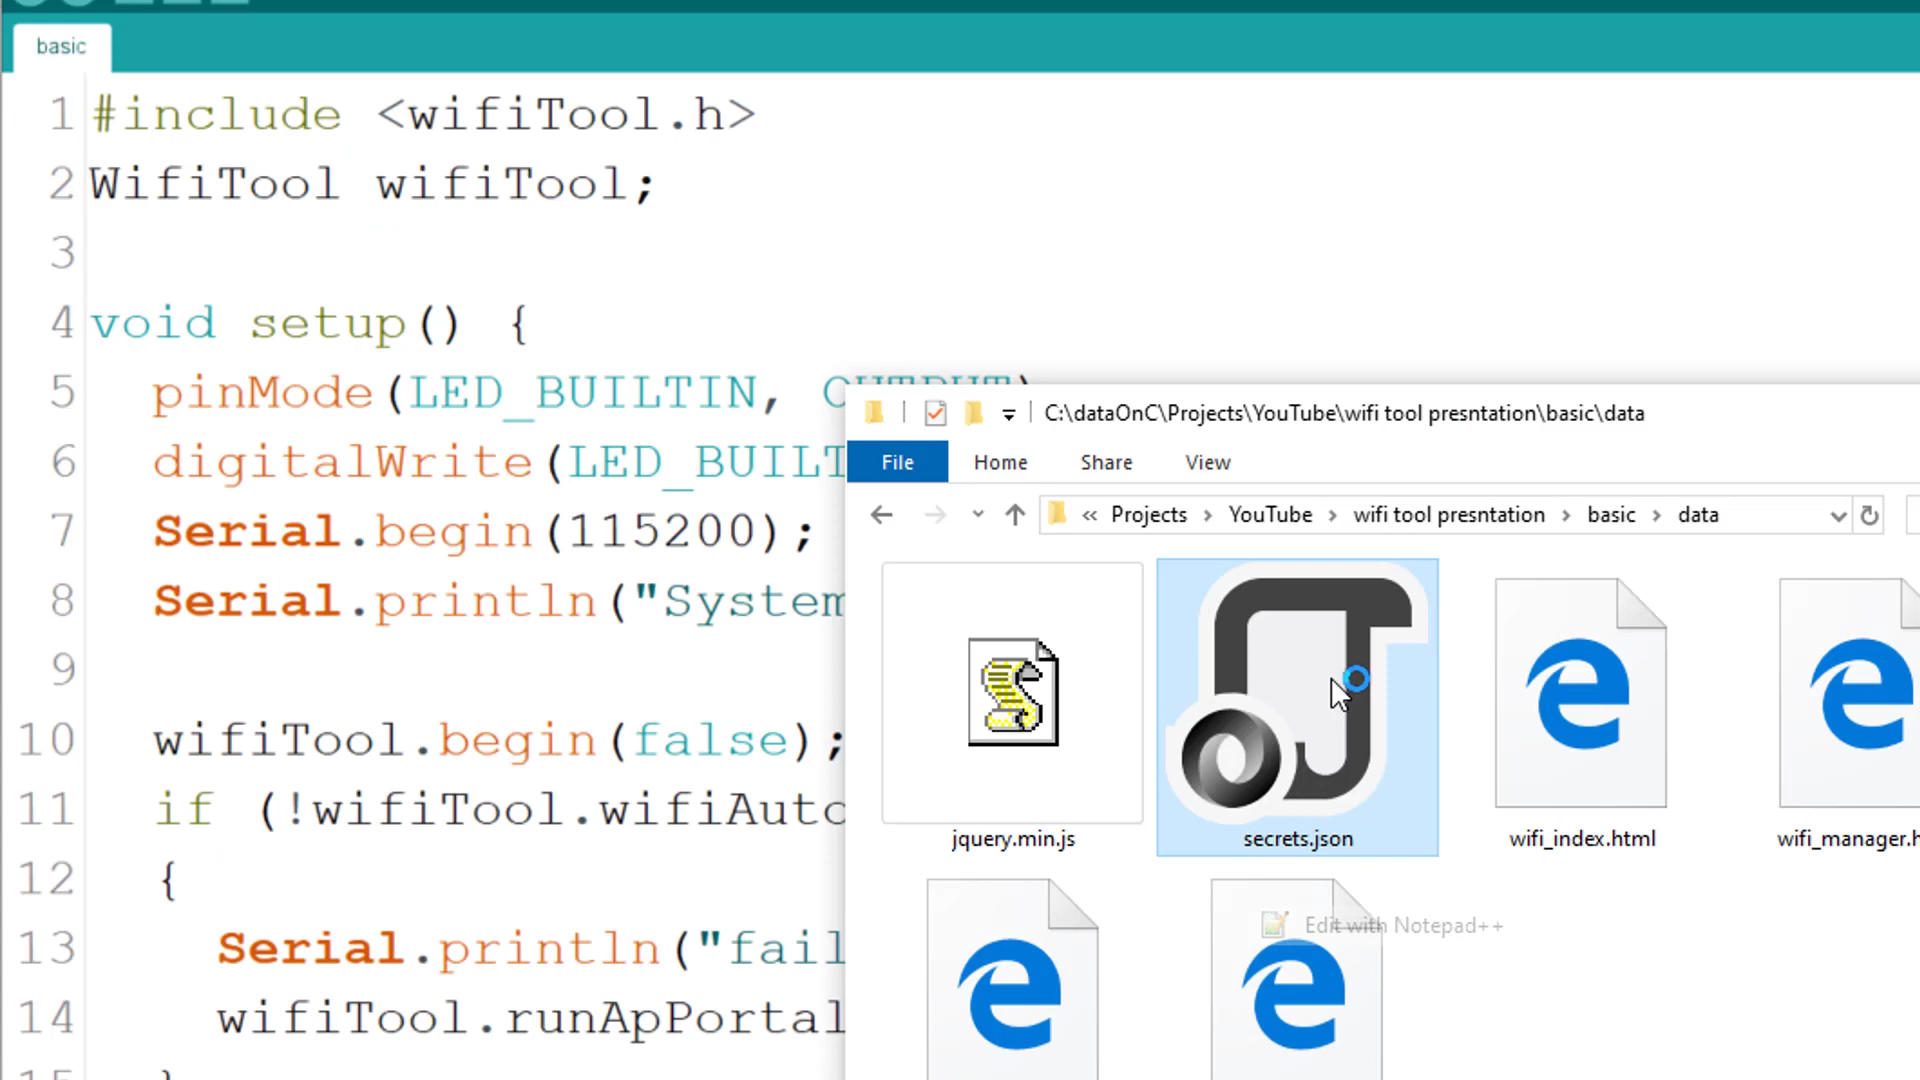 basic
1 #include <wifiTool.h>
2 WifiTool wifiTool;
3
4 void setup() {
5 pinMode(LED_BUILTIN, OUTPUT)
6 digitalWrite(LED_BUILT
7 Serial.begin(115200);
8 Serial.println("System
9
10 wifiTool.begin(false);
11 if (!wifiTool.wifiAuto
12 {
13 Serial.println("fail
14 wifiTool.runApPortal
15 }
C:\dataOnC\Projects\YouTube\wifi tool presntation\basic\data
File Home Share View
« Projects > YouTube > wifi tool presntation > basic > data
jquery.min.js secrets.json wifi_index.html wifi_manager.h
Edit with Notepad++